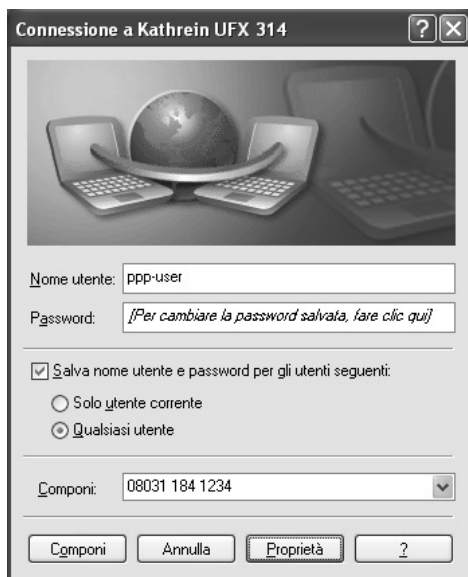 Connessione a Kathrein UFX 314
Nome utente: ppp-user
Password: [Per cambiare la password salvata, fare clic qui]
Salva nome utente e password per gli utenti seguenti:
Solo utente corrente
Qualsiasi utente
Componi: 08031 184 1234
Componi Annulla Proprietà ?